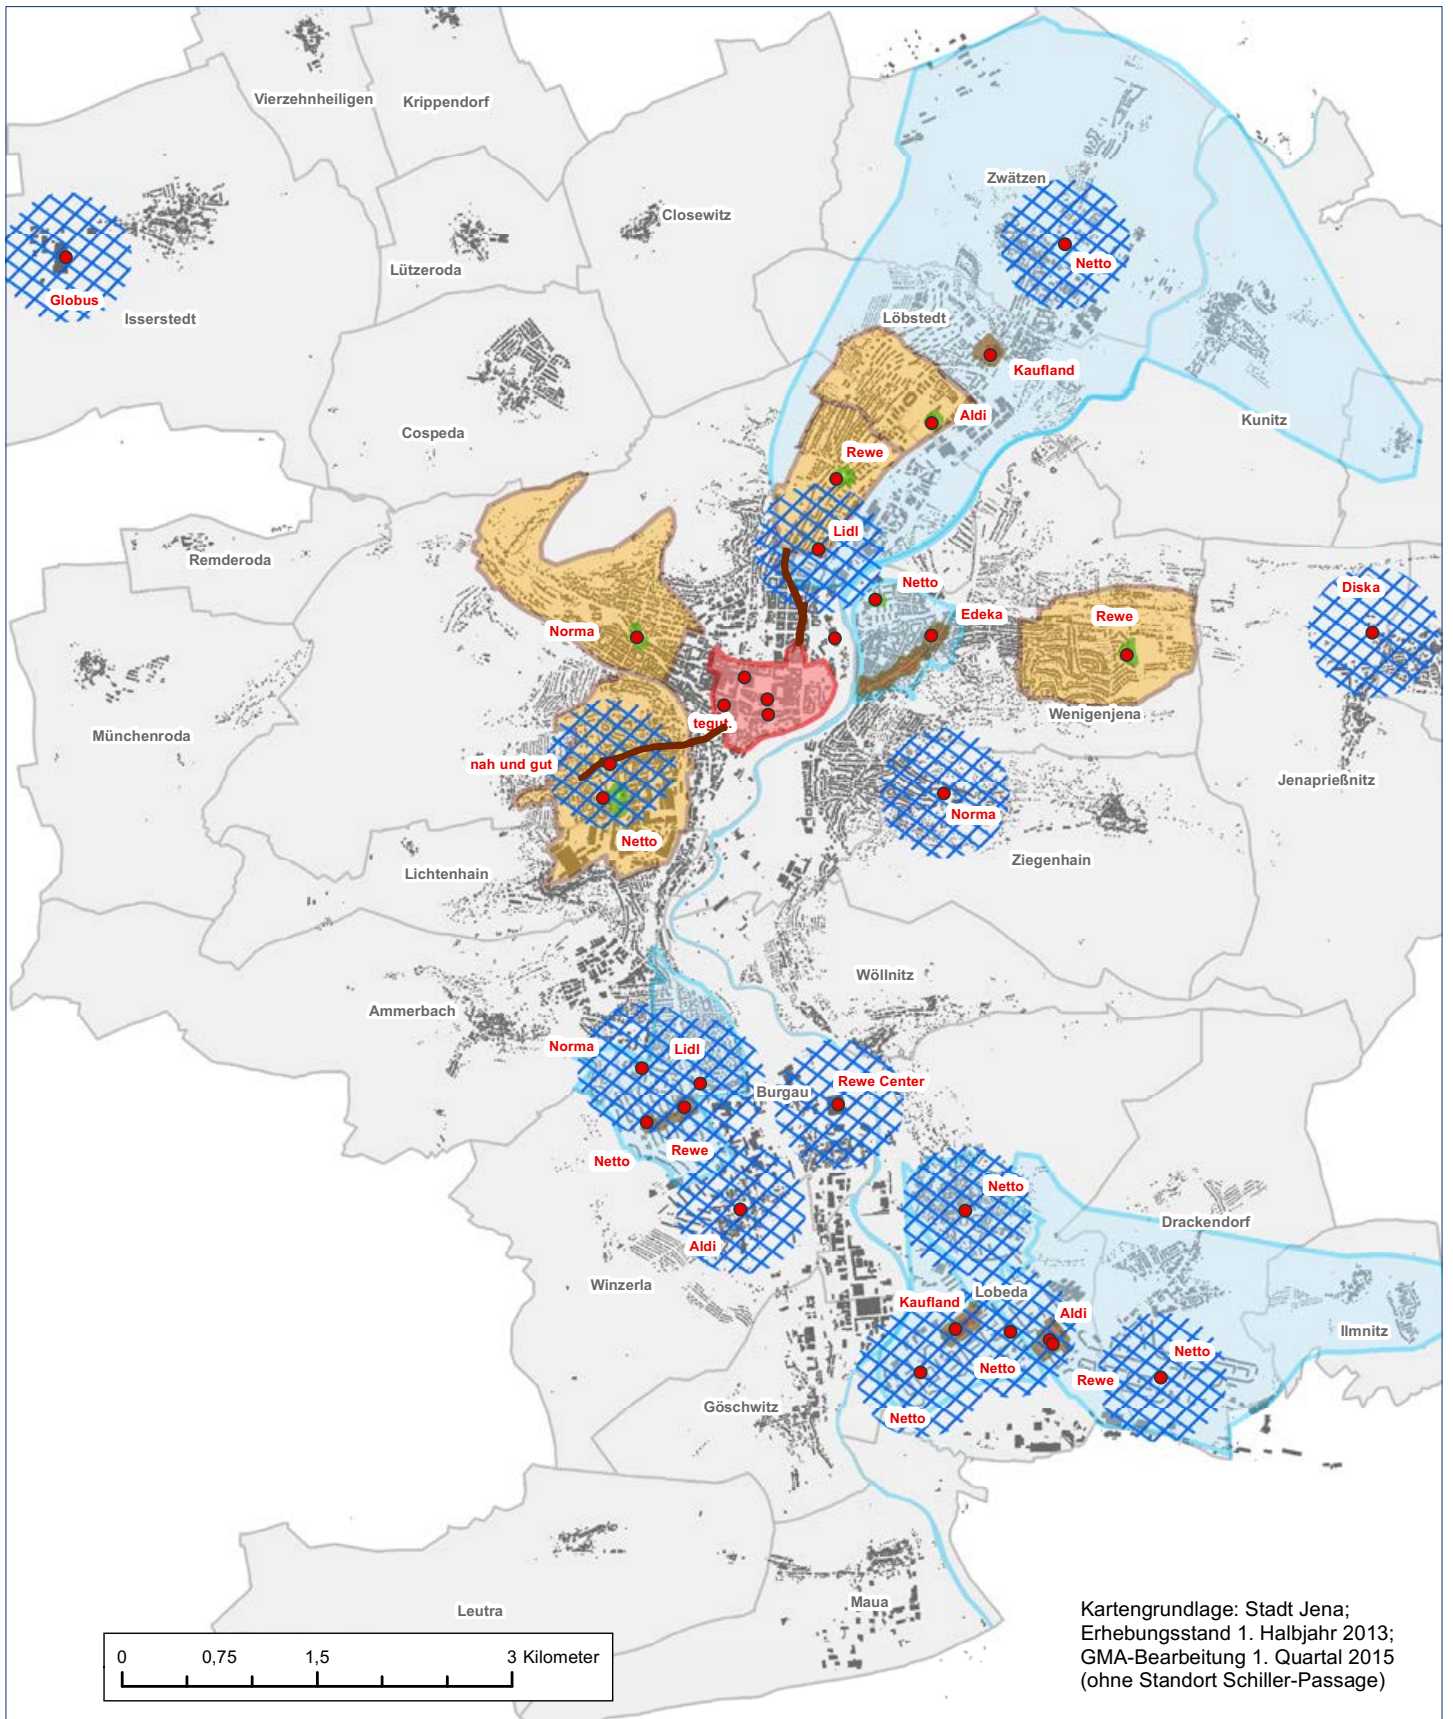 Vierzehnheiligen
Krippendorf
Zwätzen
Closewitz
Netto
Lützeroda
Globus
Isserstedt
Löbstedt
Kaufland
Aldi
Kunitz
Cospeda
Rewe
Lidl
Remderoda
Netto
Diska
Edeka
Rewe
Norma
Wenigenjena
tegut.
Münchenroda
nah und gut
Jenaprießnitz
Norma
Netto
Ziegenhain
Lichtenhain
Wöllnitz
Ammerbach
Norma
Lidl
Rewe Center
Burgau
Rewe
Netto
Netto
Drackendorf
Aldi
Winzerla
Lobeda
Kaufland
Aldi
Ilmnitz
Netto
Netto
Rewe
Göschwitz
Netto
Maua
Leutra
Kartengrundlage: Stadt Jena;
Erhebungsstand 1. Halbjahr 2013;
GMA-Bearbeitung 1. Quartal 2015
(ohne Standort Schiller-Passage)
0 0,75 1,5 3 Kilometer